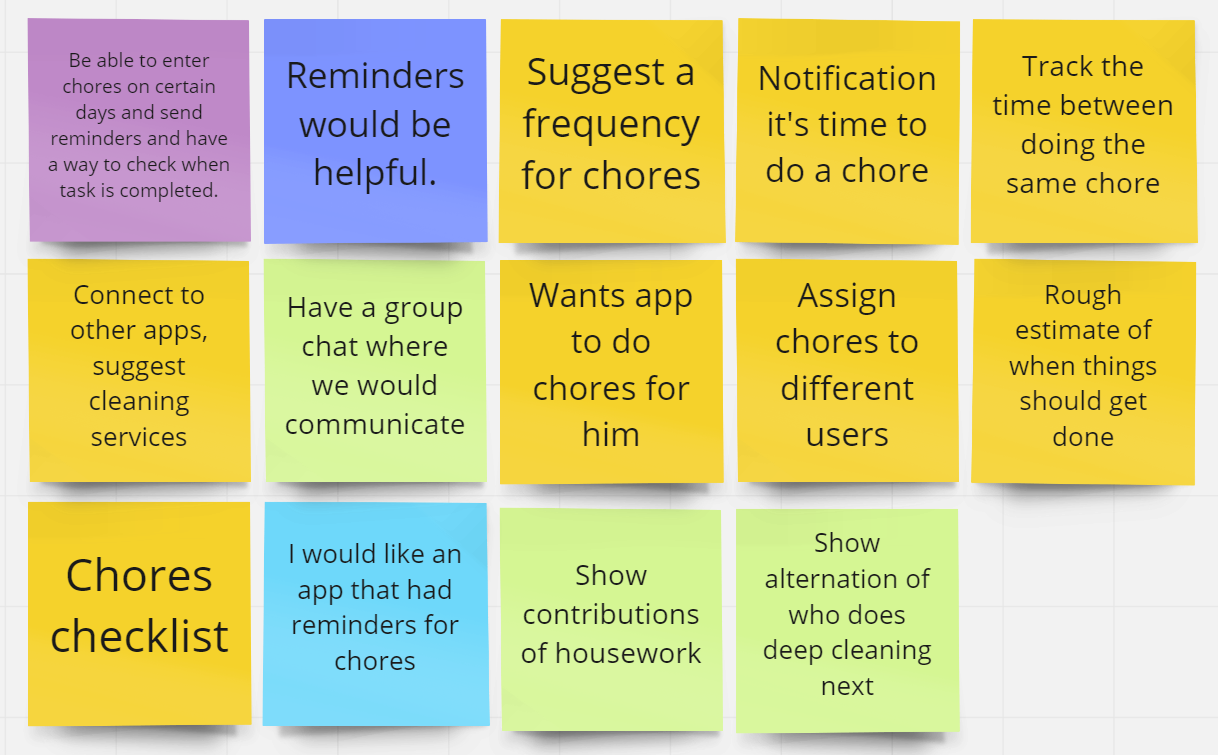 Be able to enter
chores on certain
days and send
reminders and have
a way to check when
task is completed.
Reminders
would be
helpful.
Suggest a
frequency
for chores
Notification
it's time to
do a chore
Track the
time between
doing the
same chore
Connect to
other apps,
suggest
cleaning
services
Have a group
chat where
we would
communicate
Wants app
to do
chores for
him
Assign
chores to
different
users
Rough
estimate of
when things
should get
done
Chores
checklist
I would like an
app that had
reminders for
chores
Show
contributions
of housework
Show
alternation of
who does
deep cleaning
next